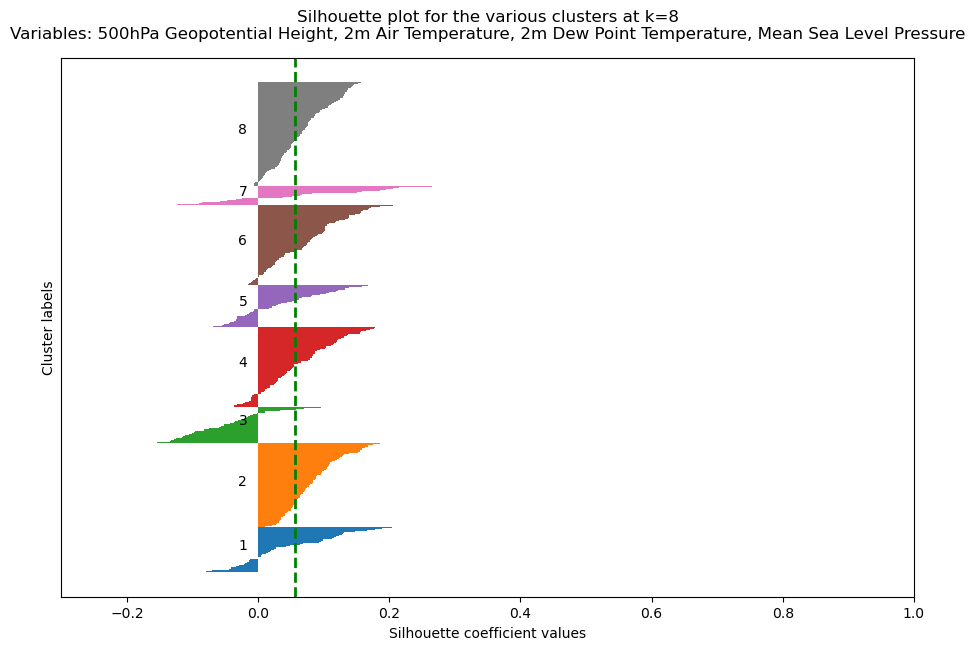 Silhouette plot for the various clusters at k=8
Variables: 500hPa Geopotential Height, 2m Air Temperature, 2m Dew Point Temperature, Mean Sea Level Pressure
8
7
6
5
4
3
2
1
Cluster labels
−0.2 0.0 0.2 0.4 0.6 0.8 1.0
Silhouette coefficient values